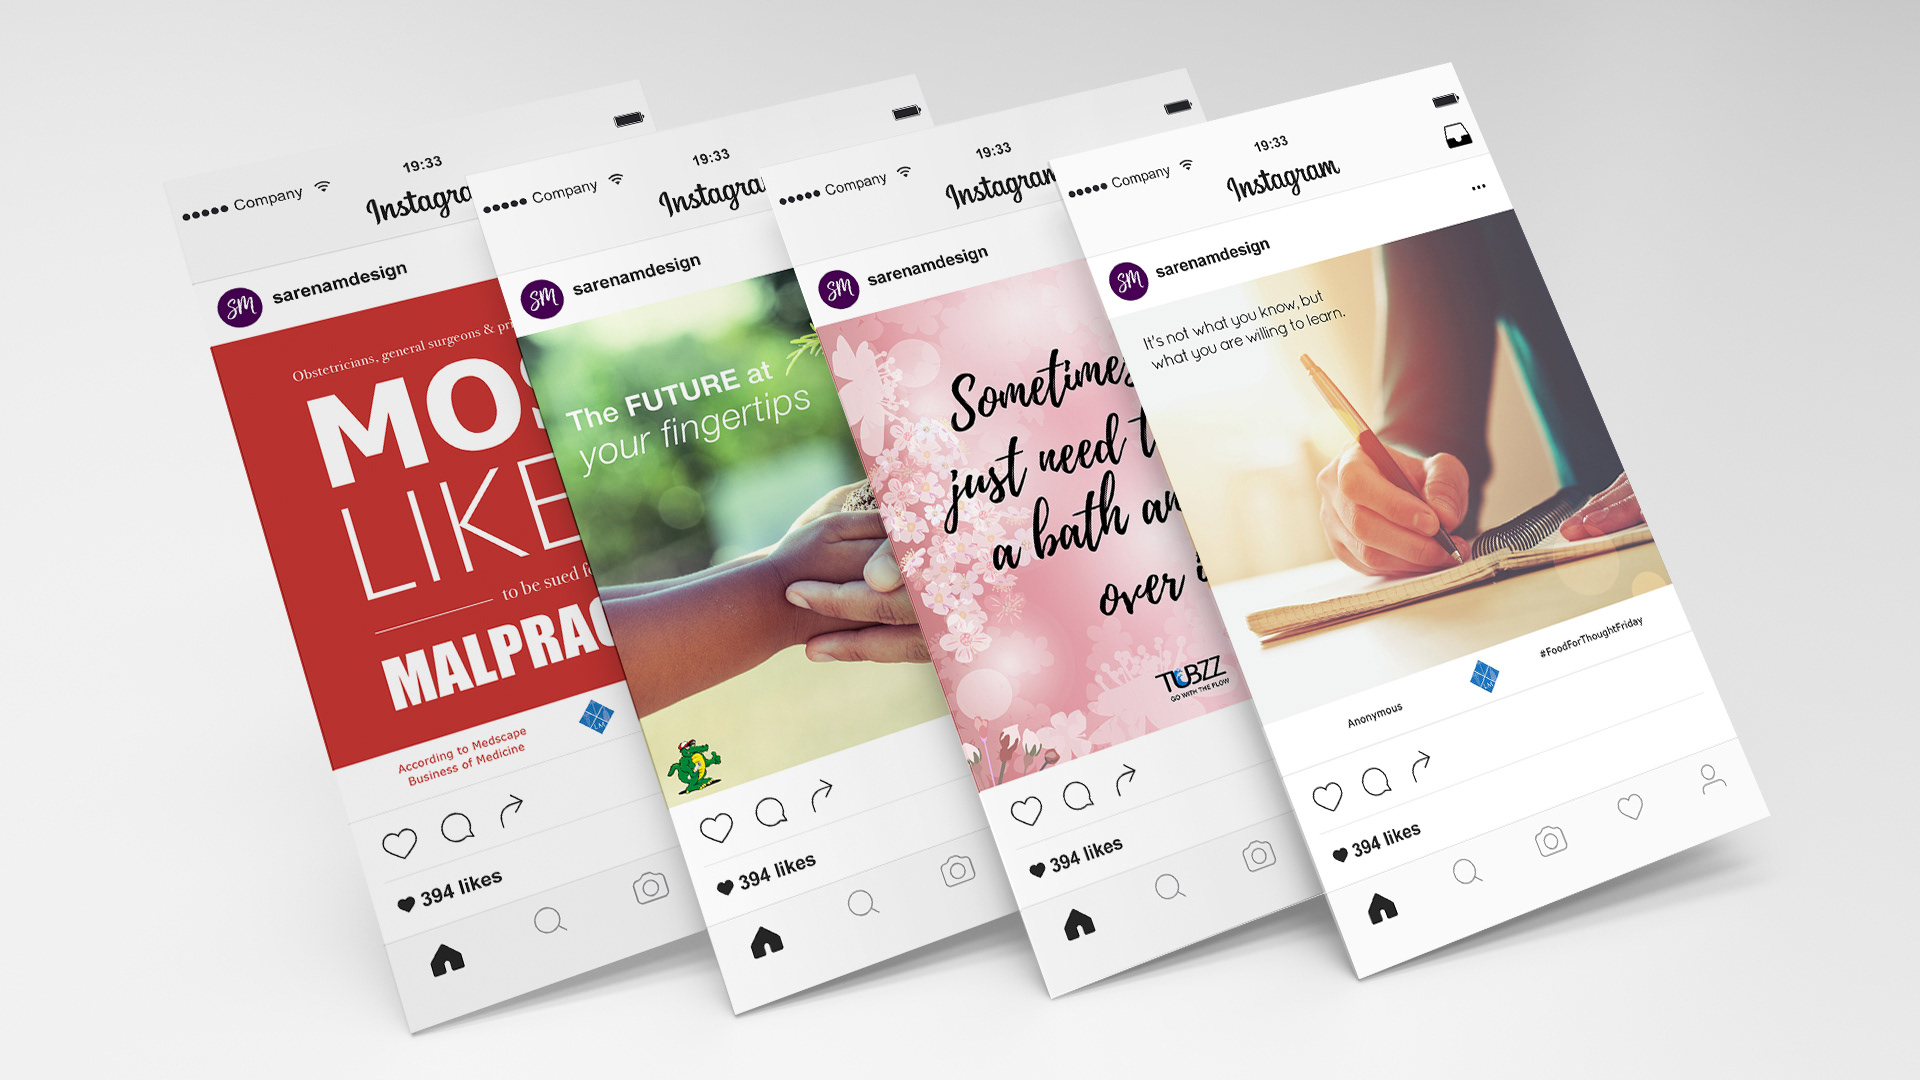 Company
19:33
Instagra
sarenamdesign
Obstetricians, general surgeons & pri
MOS
LIKE
to be sued fo
MALPRAC
According to Medscape
Business of Medicine
394 likes
Company
19:33
Instagra
sarenamdesign
The FUTURE at
your fingertips
394 likes
Company
19:33
Instagram
sarenamdesign
Sometimes
just need t
a bath an
over i
TUBZZ
GO WITH THE FLOW
394 likes
Company
19:33
Instagram
sarenamdesign
It's not what you know, but
what you are willing to learn.
Anonymous
#FoodForThoughtFriday
394 likes
SM
SM
SM
SM